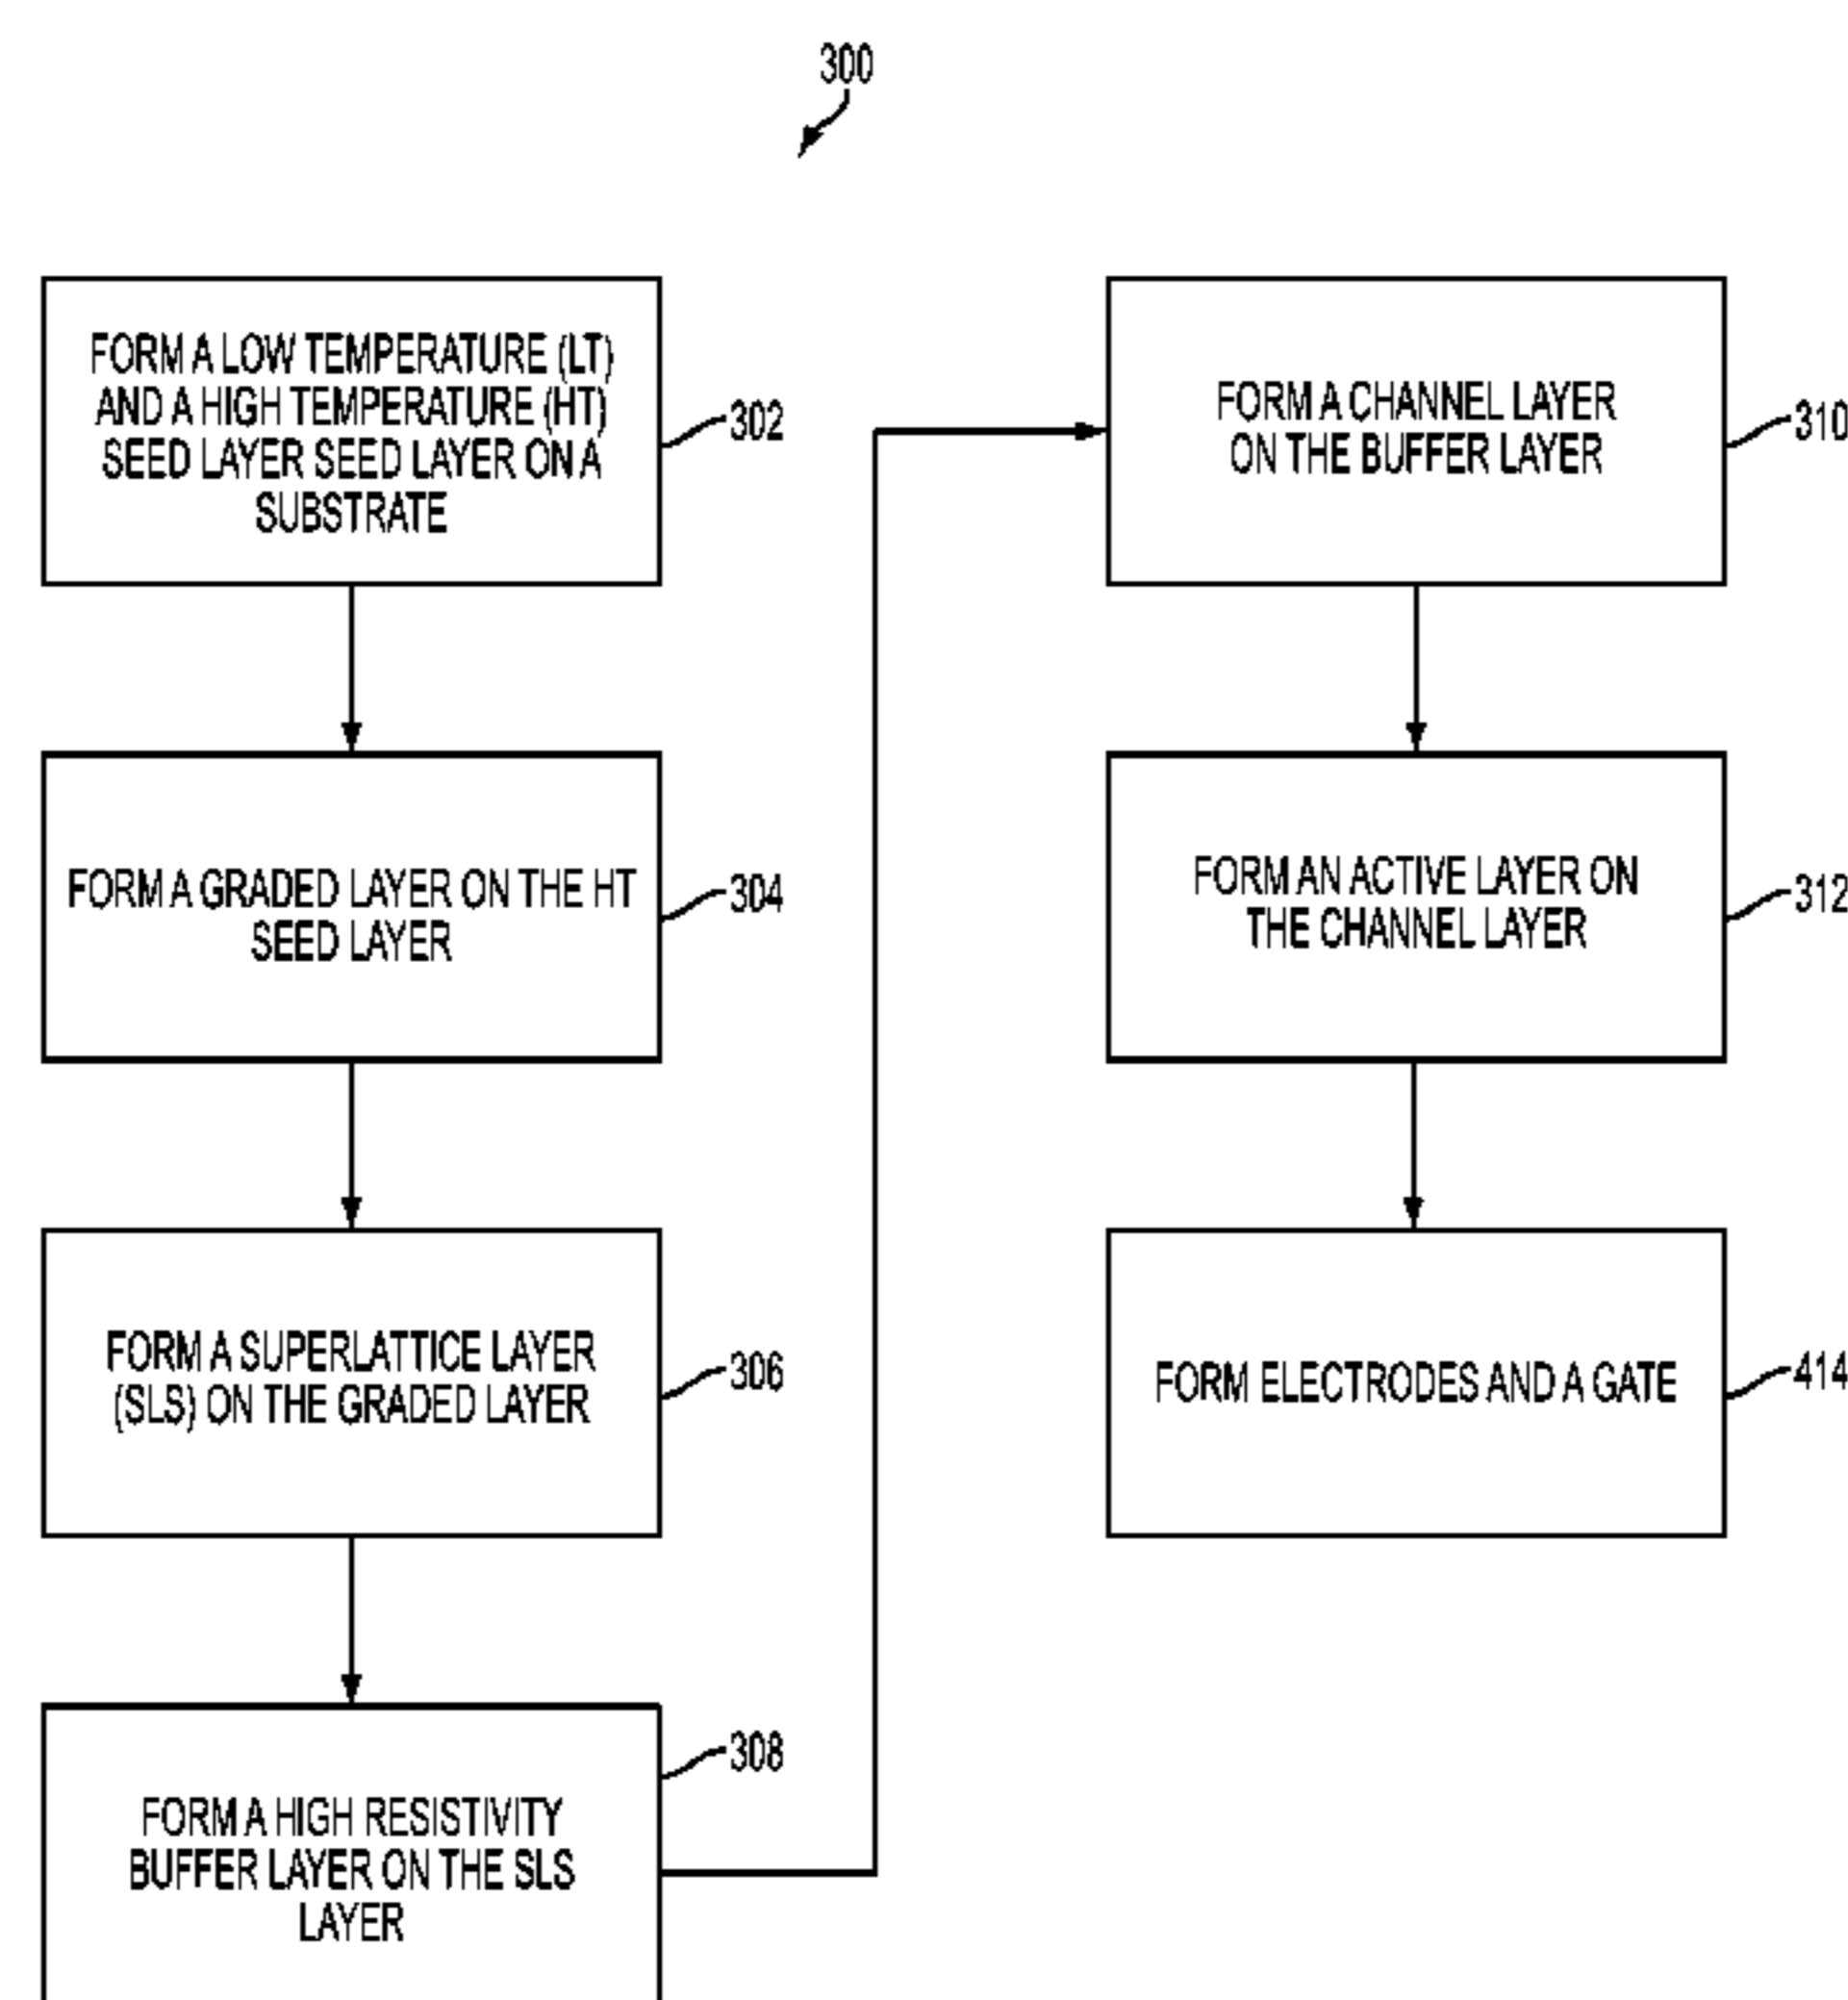 300
FORM A LOW TEMPERATURE (LT)
AND A HIGH TEMPERATURE (HT)
SEED LAYER SEED LAYER ON A
SUBSTRATE
302
FORM A GRADED LAYER ON THE HT
SEED LAYER
304
FORM A SUPERLATTICE LAYER
(SLS) ON THE GRADED LAYER
306
FORM A HIGH RESISTIVITY
BUFFER LAYER ON THE SLS
LAYER
308
FORM A CHANNEL LAYER
ON THE BUFFER LAYER
310
FORM AN ACTIVE LAYER ON
THE CHANNEL LAYER
312
FORM ELECTRODES AND A GATE
414